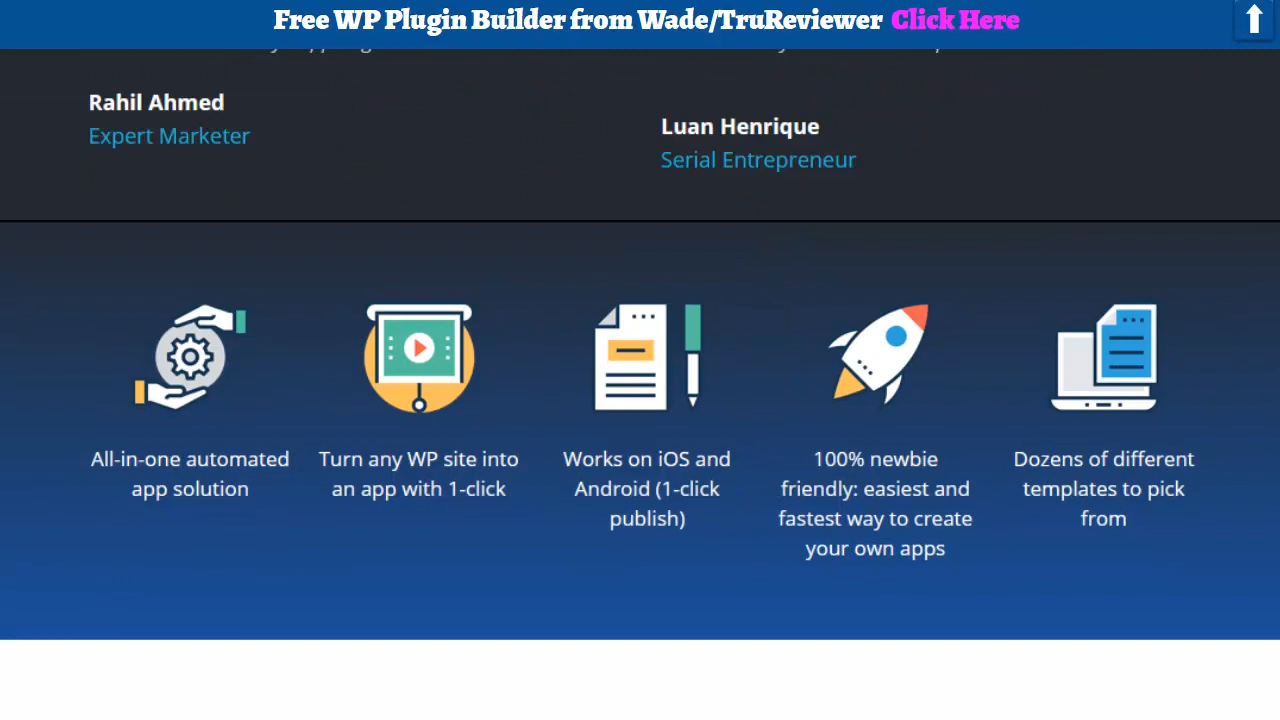 Free WP Plugin Builder from Wade/TruReviewer Click Here
Rahil Ahmed
Expert Marketer
Luan Henrique
Serial Entrepreneur
All-in-one automated
app solution
Turn any WP site into
an app with 1-click
Works on iOS and
Android (1-click
publish)
100% newbie
friendly: easiest and
fastest way to create
your own apps
Dozens of different
templates to pick
from